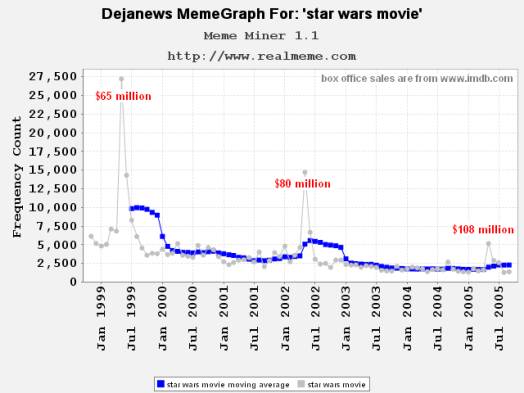 Dejanews MemeGraph For: 'star wars movie'
Meme Miner 1.1
http://www.realmeme.com
box office sales are from www.imdb.com
Frequency Count
27,500
25,000
22,500
20,000
17,500
15,000
12,500
10,000
7,500
5,000
2,500
0
$65 million
$80 million
$108 million
Jan 1999
Jul 1999
Jan 2000
Jul 2000
Jan 2001
Jul 2001
Jan 2002
Jul 2002
Jan 2003
Jul 2003
Jan 2004
Jul 2004
Jan 2005
Jul 2005
star wars movie moving average star wars movie